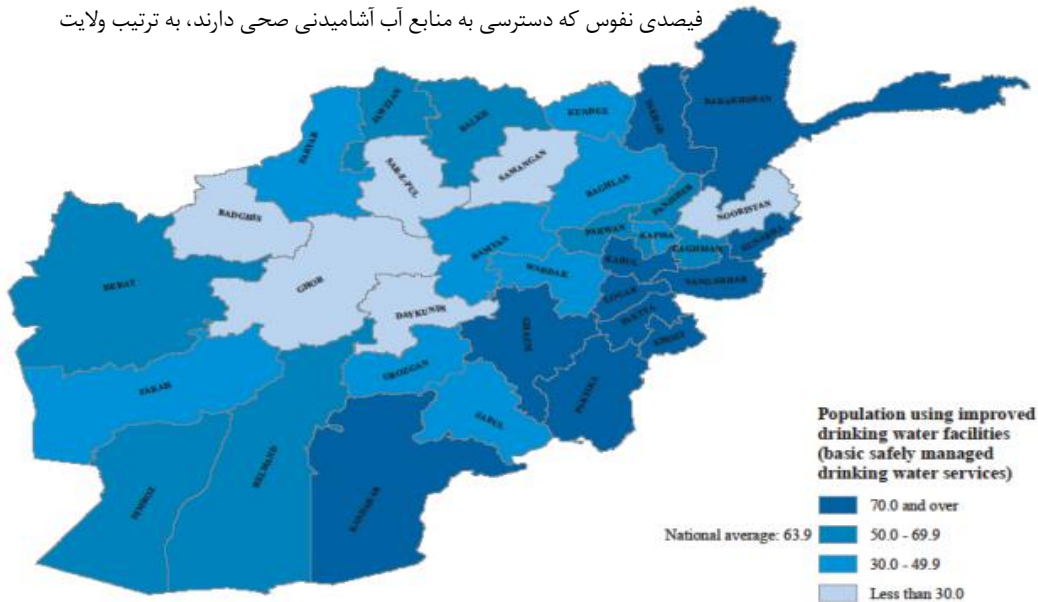 فیصدی نفوس که دسترسی به منابع آب آشامیدنی صحی دارند، به ترتیب ولایت
JAWZJAN
BALKH
KUNDUZ
TAKHAR
BADAKHSHAN
FARYAB
SAR-E-PUL
SAMANGAN
BAGHLAN
PANJSHER
NOORISTAN
BADGHIS
PARWAN
KAPISA
LAGHMAN
KUNARHA
HERAT
GHOR
BAMYAN
WARDAK
KABUL
NANGARHAR
LOGAR
DAYKUNDI
GHAZNI
PAKTYA
KHOST
UROZGAN
PAKTIKA
FARAH
ZABUL
NIMROZ
HELMAND
KANDAHAR
Population using improved
drinking water facilities
(basic safely managed
drinking water services)
70.0 and over
National average: 63.9
50.0 - 69.9
30.0 - 49.9
Less than 30.0